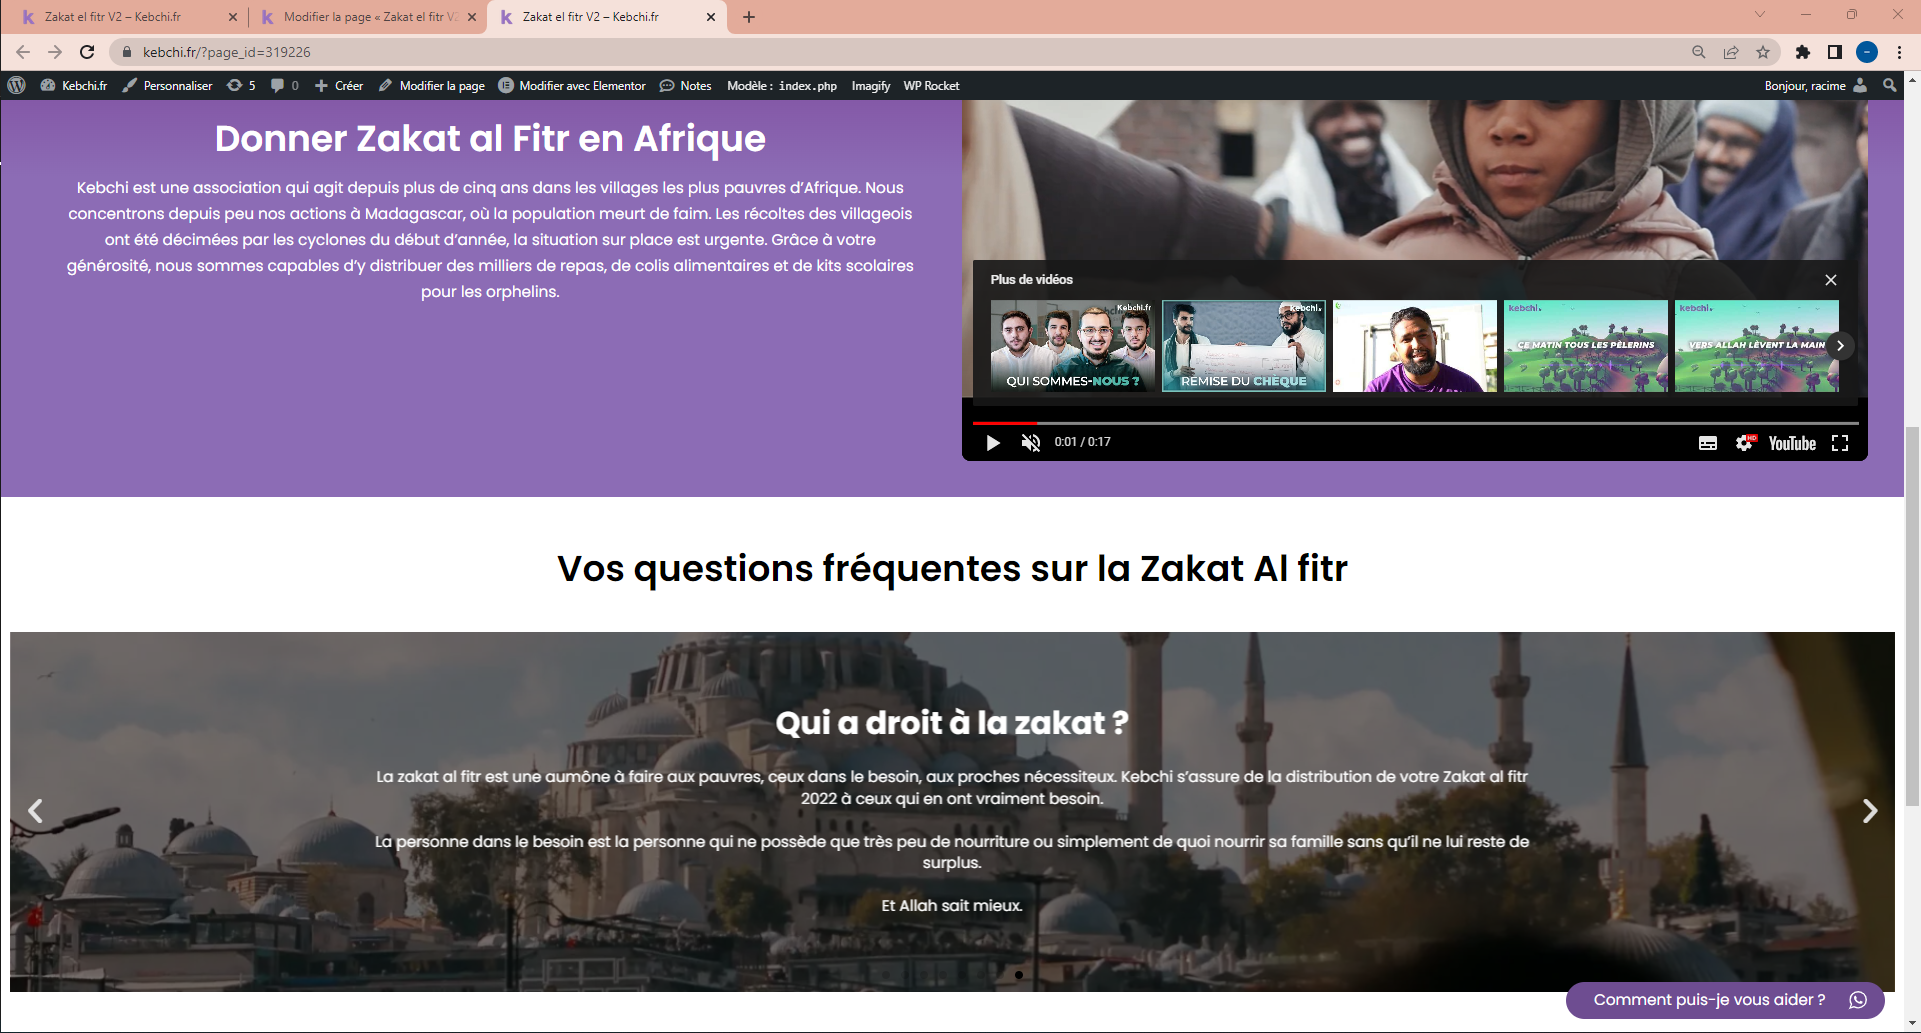 Zakat el fitr V2 – Kebchi.fr
Modifier la page « Zakat el fitr V2
Zakat el fitr V2 – Kebchi.fr
kebchi.fr/?page_id=319226
Kebchi.fr
Personnaliser
5
0
Créer
Modifier la page
Modifier avec Elementor
Notes
Modèle : index.php
Imagify
WP Rocket
Bonjour, racime
Donner Zakat al Fitr en Afrique
Kebchi est une association qui agit depuis plus de cinq ans dans les villages les plus pauvres d’Afrique. Nous
concentrons depuis peu nos actions à Madagascar, où la population meurt de faim. Les récoltes des villageois
ont été décimées par les cyclones du début d’année, la situation sur place est urgente. Grâce à votre
générosité, nous sommes capables d’y distribuer des milliers de repas, de colis alimentaires et de kits scolaires
pour les orphelins.
Plus de vidéos
Kebchi.fr
QUI SOMMES-NOUS ?
kebchi.
REMISE DU CHEQUE
kebchi.
CE MATIN TOUS LES PÈLERINS
kebchi.
VERS ALLAH LÈVENT LA MAIN
0:01 / 0:17
HD
YouTube
Vos questions fréquentes sur la Zakat Al fitr
Qui a droit à la zakat ?
La zakat al fitr est une aumône à faire aux pauvres, ceux dans le besoin, aux proches nécessiteux. Kebchi s’assure de la distribution de votre Zakat al fitr
2022 à ceux qui en ont vraiment besoin.
La personne dans le besoin est la personne qui ne possède que très peu de nourriture ou simplement de quoi nourrir sa famille sans qu’il ne lui reste de
surplus.
Et Allah sait mieux.
Comment puis-je vous aider ?